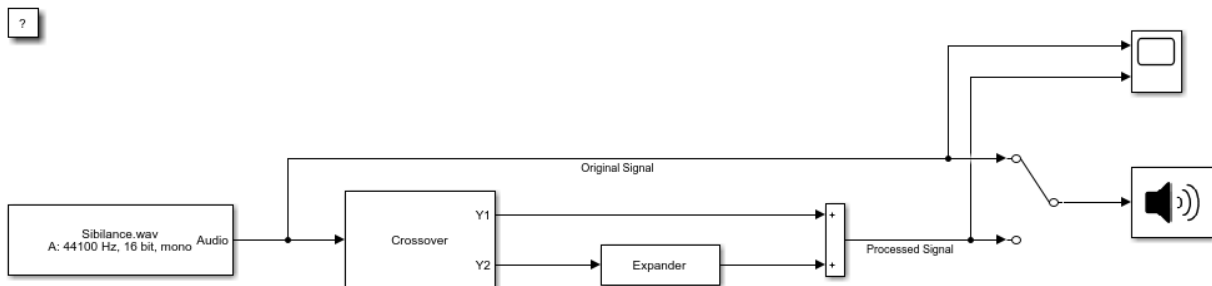 ?
Original Signal
Sibilance.wav
A: 44100 Hz, 16 bit, mono
Audio
Crossover
Y1
Y2
Expander
+
+
Processed Signal